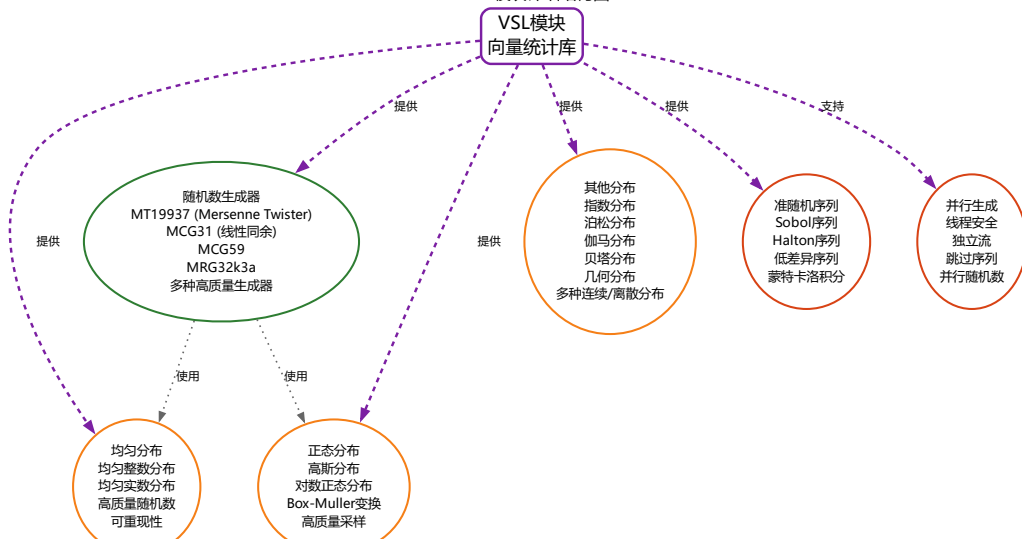 VSL模块
向量统计库
提供
提供
提供
提供
提供
支持
随机数生成器
MT19937 (Mersenne Twister)
MCG31 (线性同余)
MCG59
MRG32k3a
多种高质量生成器
其他分布
指数分布
泊松分布
伽马分布
贝塔分布
几何分布
多种连续/离散分布
准随机序列
Sobol序列
Halton序列
低差异序列
蒙特卡洛积分
并行生成
线程安全
独立流
跳过序列
并行随机数
使用
使用
均匀分布
均匀整数分布
均匀实数分布
高质量随机数
可重现性
正态分布
高斯分布
对数正态分布
Box-Muller变换
高质量采样